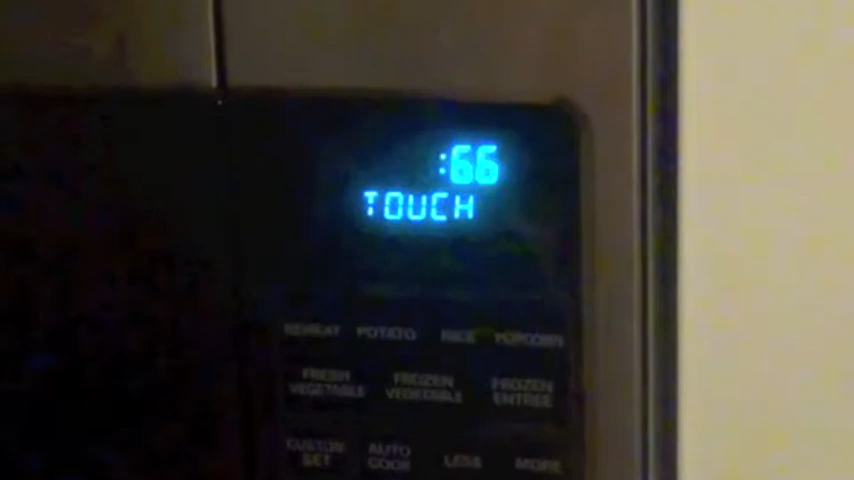 :66
TOUCH
REHEAT POTATO RICE POPCORN
FRESH VEGETABLE FROZEN VEGETABLE FROZEN ENTREE
CUSTOM SET AUTO COOK LESS MORE